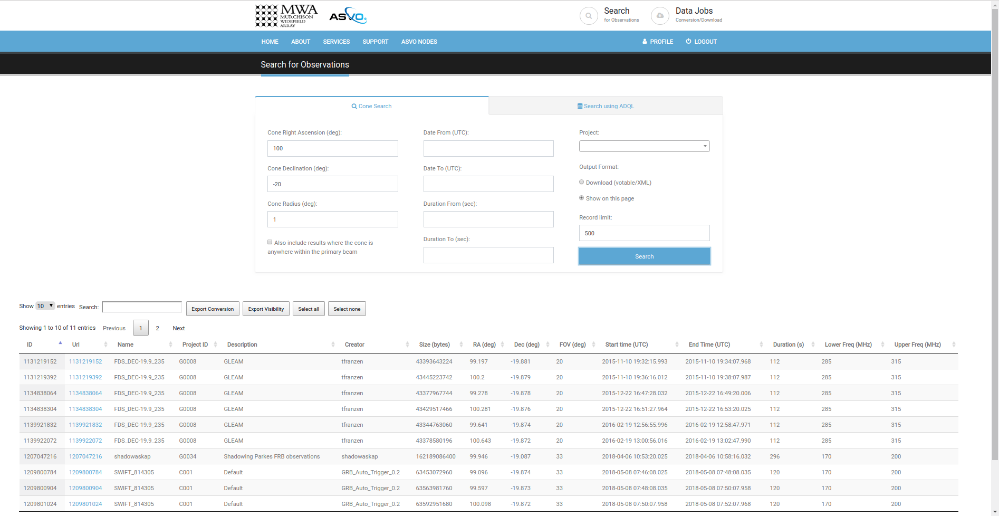 MWA
MURCHISON
WIDEFIELD
ARRAY
ASVO
Search
for Observations
Data Jobs
Conversion/Download
HOME ABOUT SERVICES SUPPORT ASVO NODES PROFILE LOGOUT
Search for Observations
Cone Search
Search using ADQL
Cone Right Ascension (deg):
100
Cone Declination (deg):
-20
Cone Radius (deg):
1
Also include results where the cone is
anywhere within the primary beam
Date From (UTC):
Date To (UTC):
Duration From (sec):
Duration To (sec):
Project:
Output Format:
Download (votable/XML)
Show on this page
Record limit:
500
Search
Show 10 entries Search: Export Conversion Export Visibility Select all Select none
Showing 1 to 10 of 11 entries Previous 1 2 Next
ID Url Name Project ID Description Creator Size (bytes) RA (deg) Dec (deg) FOV (deg) Start time (UTC) End Time (UTC) Duration (s) Lower Freq (MHz) Upper Freq (MHz)
1131219152 1131219152 FDS_DEC-19.9_235 G0008 GLEAM tfranzen 43393643224 99.197 -19.881 20 2015-11-10 19:32:15.993 2015-11-10 19:34:07.968 112 285 315
1131219392 1131219392 FDS_DEC-19.9_235 G0008 GLEAM tfranzen 43445223742 100.2 -19.879 20 2015-11-10 19:36:16.012 2015-11-10 19:38:07.987 112 285 315
1134838064 1134838064 FDS_DEC-19.9_235 G0008 GLEAM tfranzen 43377967744 99.278 -19.878 20 2015-12-22 16:47:28.032 2015-12-22 16:49:20.006 112 285 315
1134838304 1134838304 FDS_DEC-19.9_235 G0008 GLEAM tfranzen 43429517466 100.281 -19.876 20 2015-12-22 16:51:27.964 2015-12-22 16:53:20.025 112 285 315
1139921832 1139921832 FDS_DEC-19.9_235 G0008 GLEAM tfranzen 43344763060 99.641 -19.874 20 2016-02-19 12:56:55.996 2016-02-19 12:58:47.971 112 285 315
1139922072 1139922072 FDS_DEC-19.9_235 G0008 GLEAM tfranzen 43378580196 100.643 -19.872 20 2016-02-19 13:00:56.016 2016-02-19 13:02:47.990 112 285 315
1207047216 1207047216 shadowaskap G0034 Shadowing Parkes FRB observations shadowaskap 162189086400 99.946 -19.087 33 2018-04-06 10:53:20.025 2018-04-06 10:58:16.032 296 170 200
1209800784 1209800784 SWIFT_814305 C001 Default GRB_Auto_Trigger_0.2 63453072960 99.096 -19.874 33 2018-05-08 07:46:08.025 2018-05-08 07:48:08.035 120 170 200
1209800904 1209800904 SWIFT_814305 C001 Default GRB_Auto_Trigger_0.2 63563981760 99.597 -19.873 33 2018-05-08 07:48:08.035 2018-05-08 07:50:07.958 120 170 200
1209801024 1209801024 SWIFT_814305 C001 Default GRB_Auto_Trigger_0.2 63592951680 100.098 -19.872 33 2018-05-08 07:50:07.958 2018-05-08 07:52:07.968 120 170 200